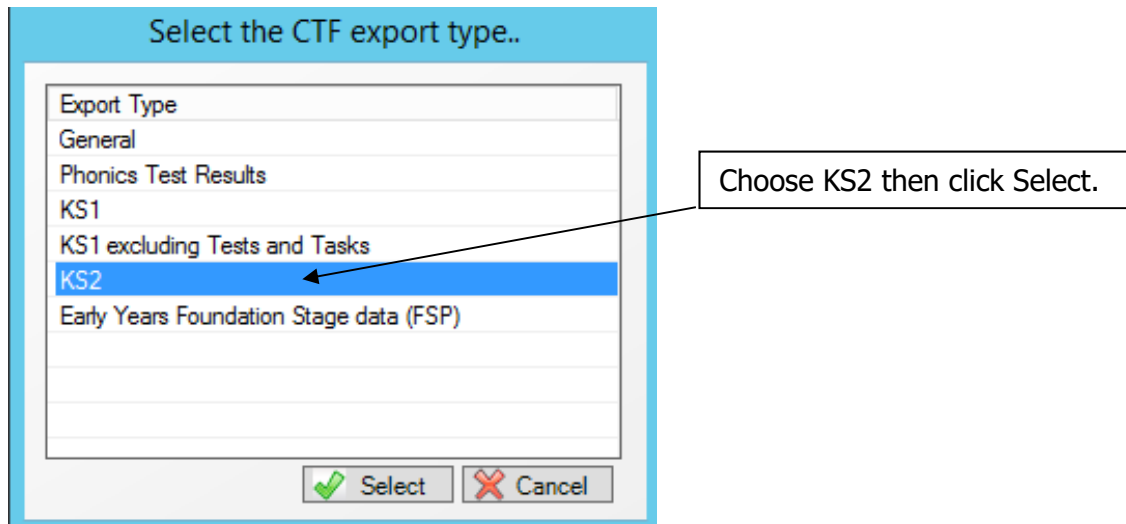 Select the CTF export type..
Export Type
General
Phonics Test Results
KS1
KS1 excluding Tests and Tasks
KS2
Early Years Foundation Stage data (FSP)
Select
Cancel
Choose KS2 then click Select.